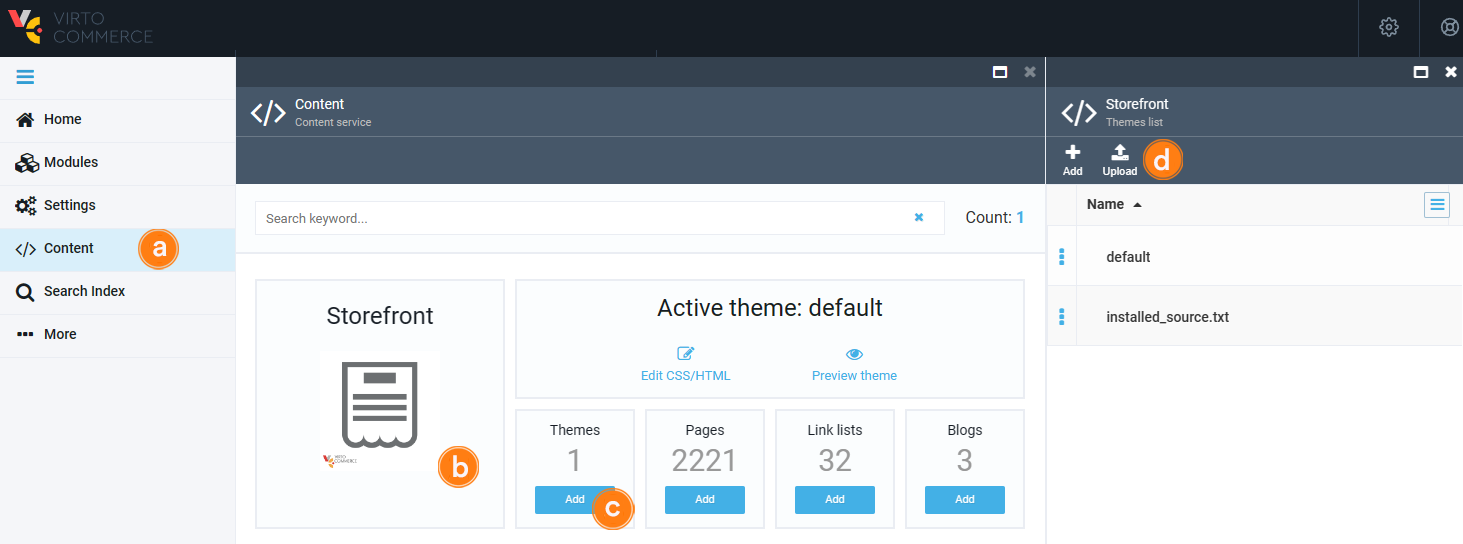 VIRTO
COMMERCE
Home
Modules
Settings
Content
a
Search Index
More
Content
Content service
Search keyword...
Count: 1
Storefront
VIRTO
COMMERCE
b
Active theme: default
Edit CSS/HTML
Preview theme
Themes
1
Add
c
Pages
2221
Add
Link lists
32
Add
Blogs
3
Add
Storefront
Themes list
Add
Upload
d
Name
default
installed_source.txt